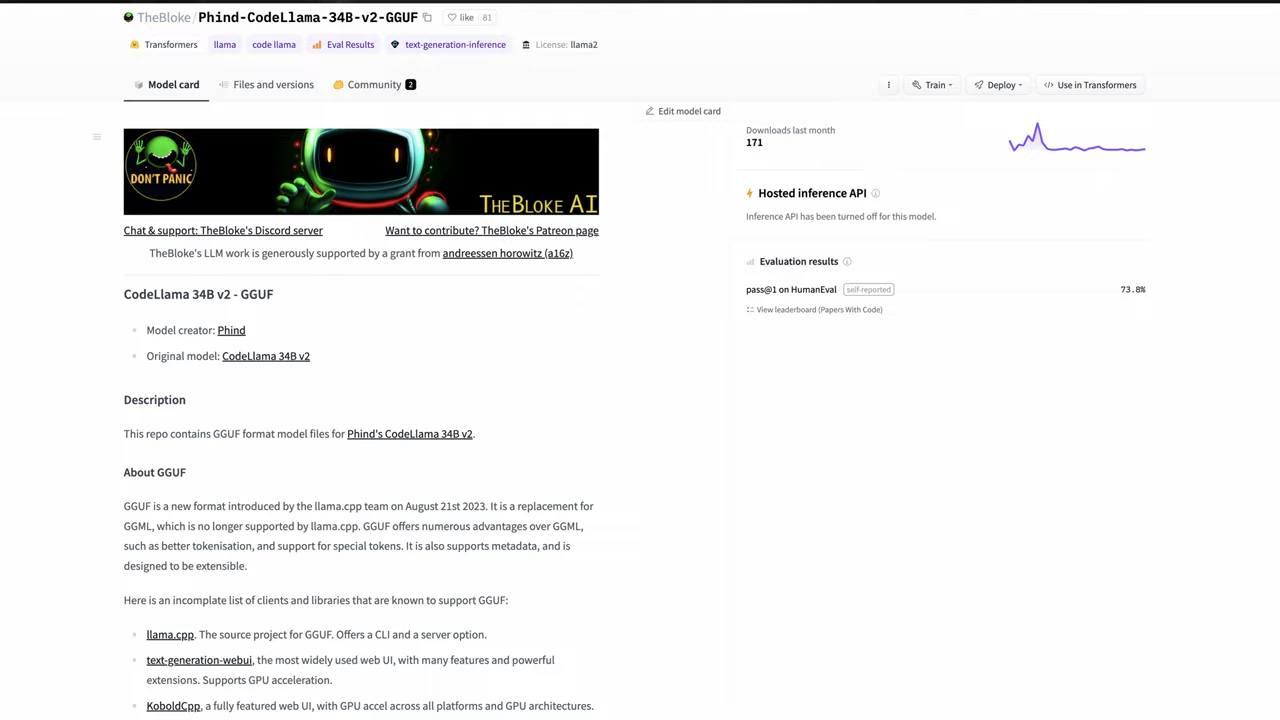 TheBloke/Phind-CodeLlama-34B-v2-GGUF like 81
Transformers llama code llama Eval Results text-generation-inference License: llama2
Model card Files and versions Community 2 Train Deploy Use in Transformers
Edit model card
DON'T PANIC
THEBLOKE AI
Chat & support: TheBloke's Discord server Want to contribute? TheBloke's Patreon page
TheBloke's LLM work is generously supported by a grant from andreessen horowitz (a16z)
CodeLlama 34B v2 - GGUF
Model creator: Phind
Original model: CodeLlama 34B v2
Description
This repo contains GGUF format model files for Phind's CodeLlama 34B v2.
About GGUF
GGUF is a new format introduced by the llama.cpp team on August 21st 2023. It is a replacement for
GGML, which is no longer supported by llama.cpp. GGUF offers numerous advantages over GGML,
such as better tokenisation, and support for special tokens. It is also supports metadata, and is
designed to be extensible.
Here is an incomplate list of clients and libraries that are known to support GGUF:
llama.cpp. The source project for GGUF. Offers a CLI and a server option.
text-generation-webui, the most widely used web UI, with many features and powerful
extensions. Supports GPU acceleration.
KoboldCpp, a fully featured web UI, with GPU accel across all platforms and GPU architectures.
Downloads last month
171
Hosted inference API
Inference API has been turned off for this model.
Evaluation results
pass@1 on HumanEval self-reported 73.8%
View leaderboard (Papers With Code)